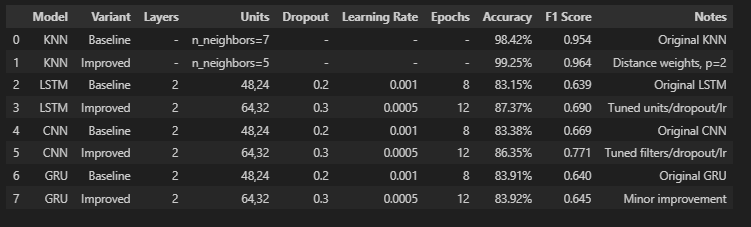 Model Variant Layers Units Dropout Learning Rate Epochs Accuracy F1 Score Notes
0 KNN Baseline - n_neighbors=7 - - - 98.42% 0.954 Original KNN
1 KNN Improved - n_neighbors=5 - - - 99.25% 0.964 Distance weights, p=2
2 LSTM Baseline 2 48,24 0.2 0.001 8 83.15% 0.639 Original LSTM
3 LSTM Improved 2 64,32 0.3 0.0005 12 87.37% 0.690 Tuned units/dropout/lr
4 CNN Baseline 2 48,24 0.2 0.001 8 83.38% 0.669 Original CNN
5 CNN Improved 2 64,32 0.3 0.0005 12 86.35% 0.771 Tuned filters/dropout/lr
6 GRU Baseline 2 48,24 0.2 0.001 8 83.91% 0.640 Original GRU
7 GRU Improved 2 64,32 0.3 0.0005 12 83.92% 0.645 Minor improvement